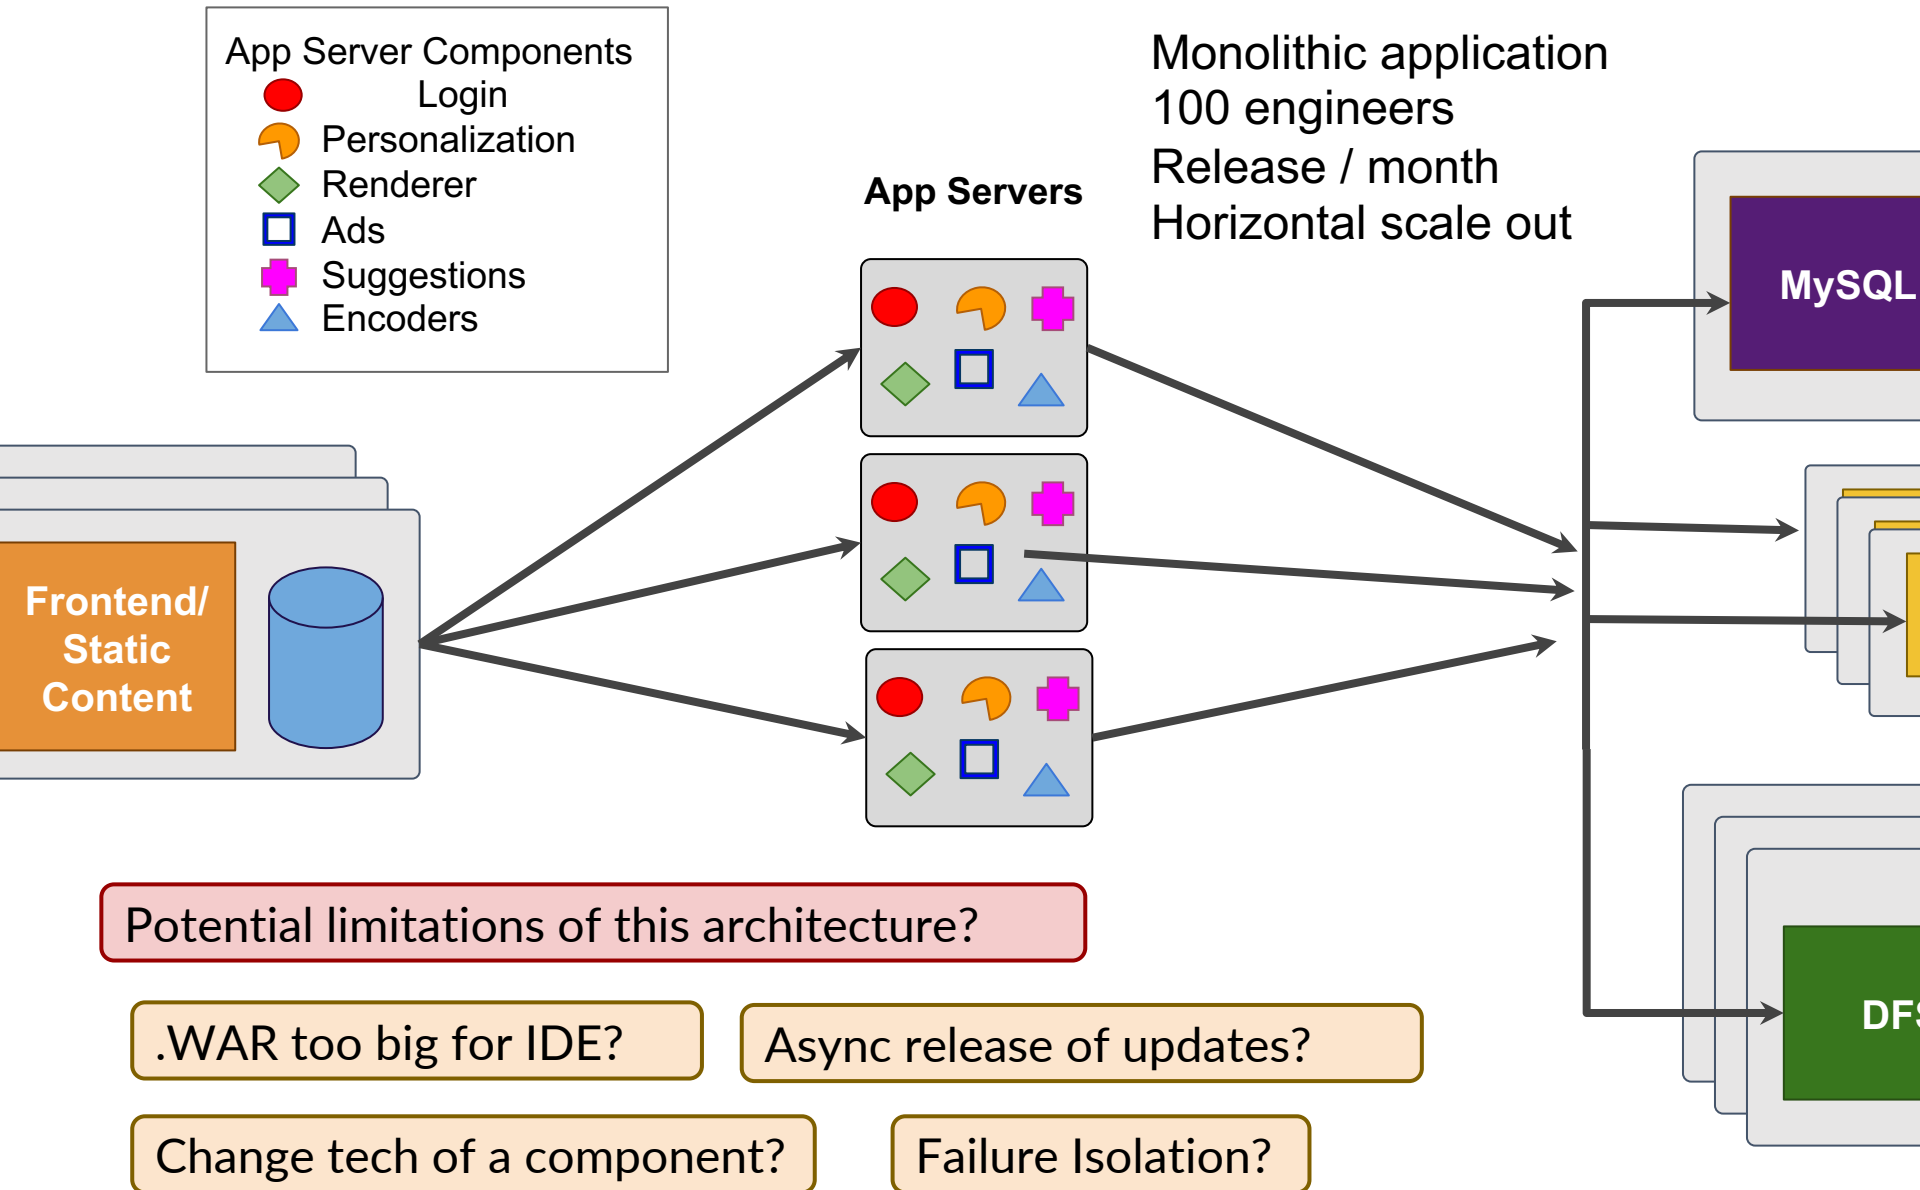 App Server Components
Login
Personalization
Renderer
Ads
Suggestions
Encoders
Monolithic application
100 engineers
Release / month
Horizontal scale out
App Servers
MySQL
Frontend/
Static
Content
DFS
Potential limitations of this architecture?
.WAR too big for IDE?
Async release of updates?
Change tech of a component?
Failure Isolation?